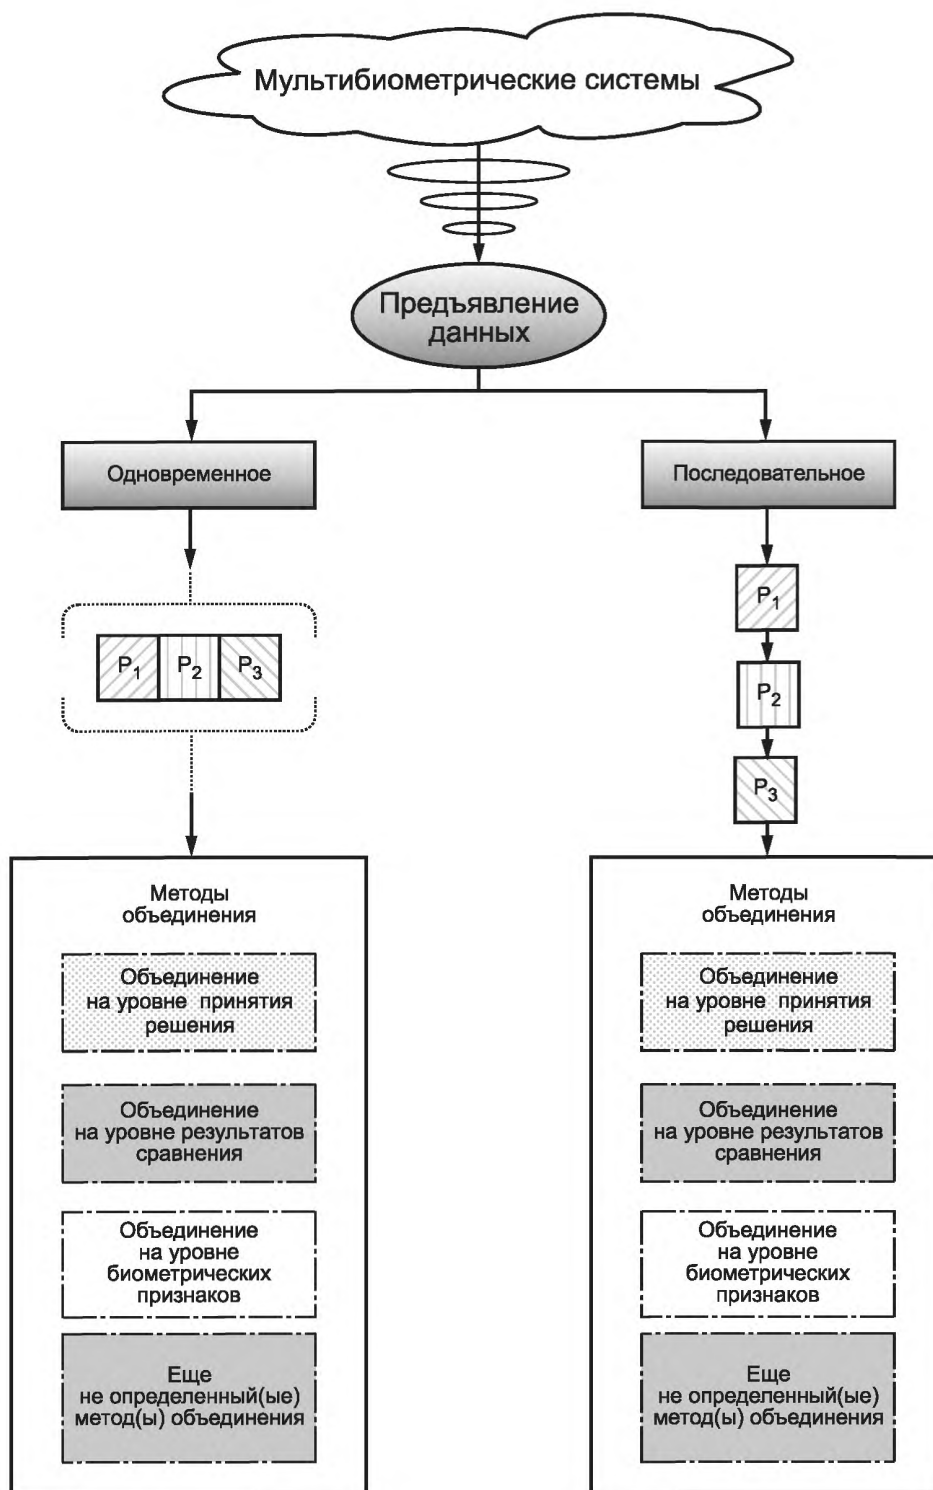 Мультибиометрические системы
Предъявление
данных
Одновременное
P1 P2 P3
Методы
объединения
Объединение
на уровне принятия
решения
Объединение
на уровне результатов
сравнения
Объединение
на уровне
биометрических
признаков
Еще
не определенный(ые)
метод(ы) объединения
Последовательное
P1
P2
P3
Методы
объединения
Объединение
на уровне принятия
решения
Объединение
на уровне результатов
сравнения
Объединение
на уровне
биометрических
признаков
Еще
не определенный(ые)
метод(ы) объединения